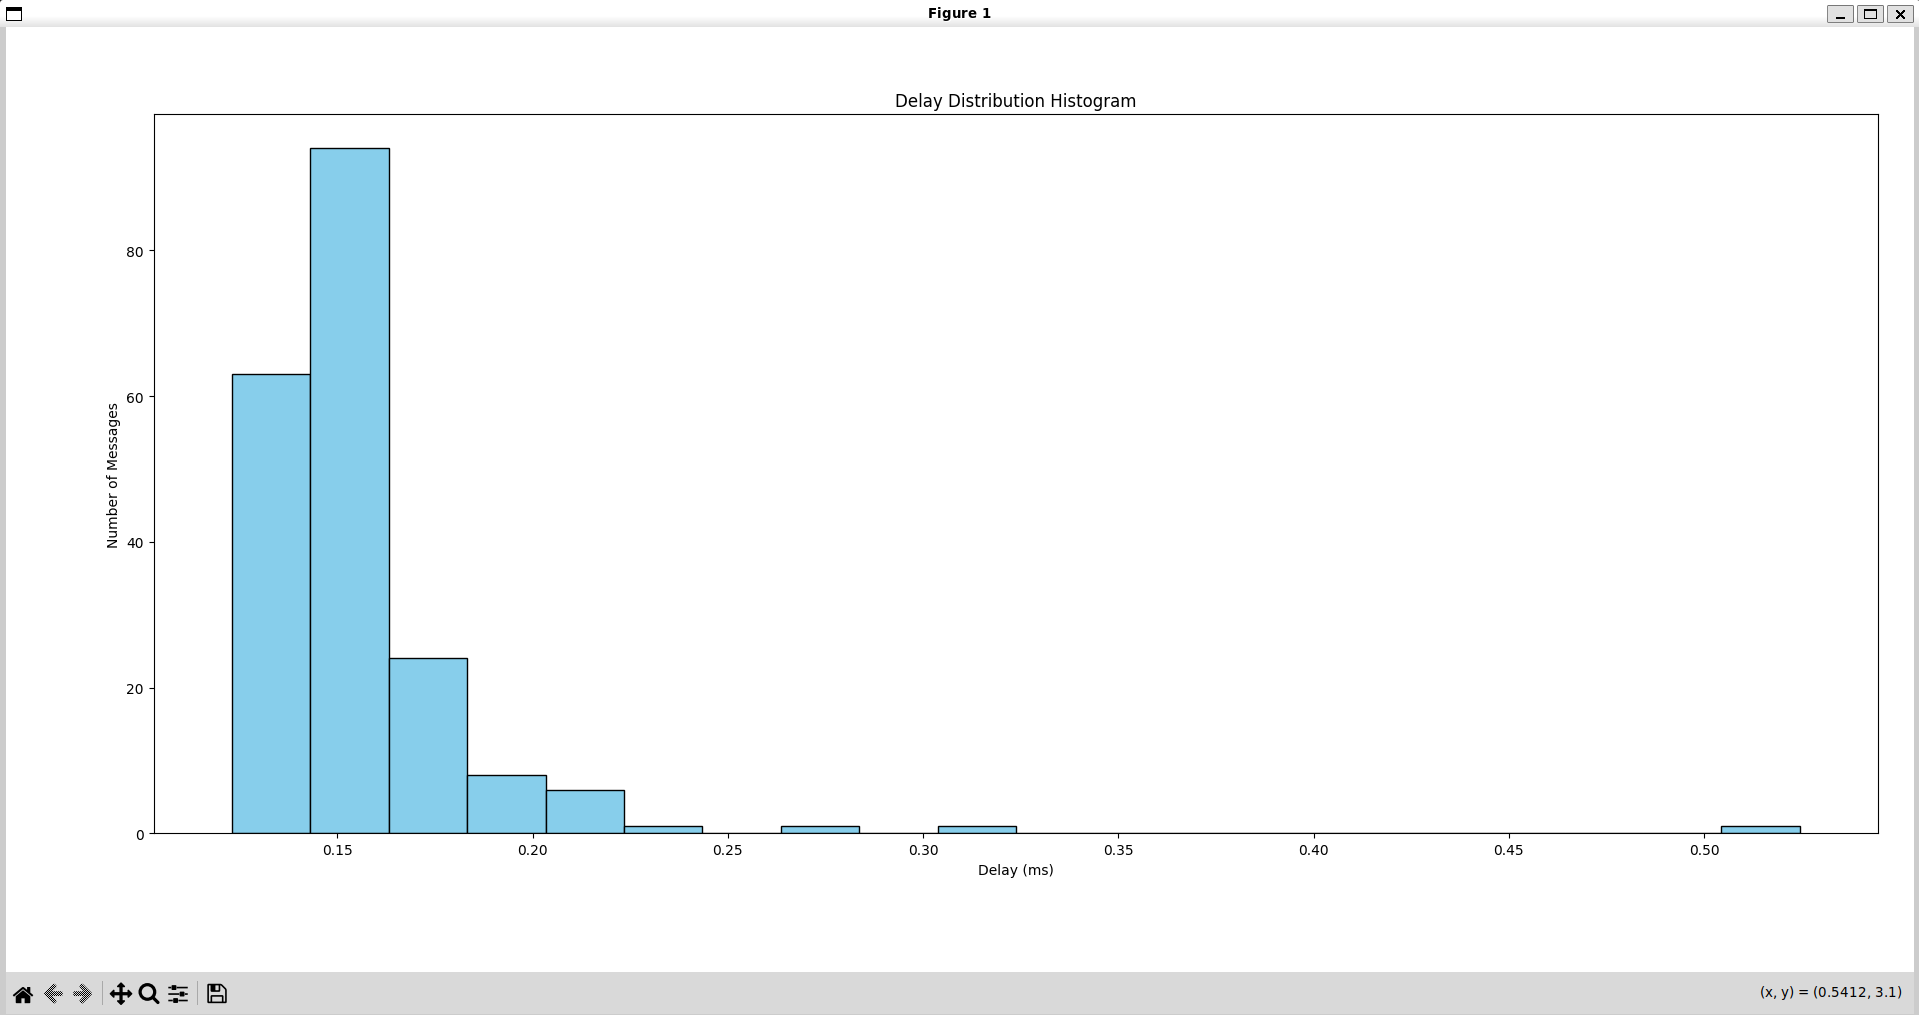 Figure 1
Delay Distribution Histogram
80
60
40
20
0
Number of Messages
0.15 0.20 0.25 0.30 0.35 0.40 0.45 0.50
Delay (ms)
(x, y) = (0.5412, 3.1)